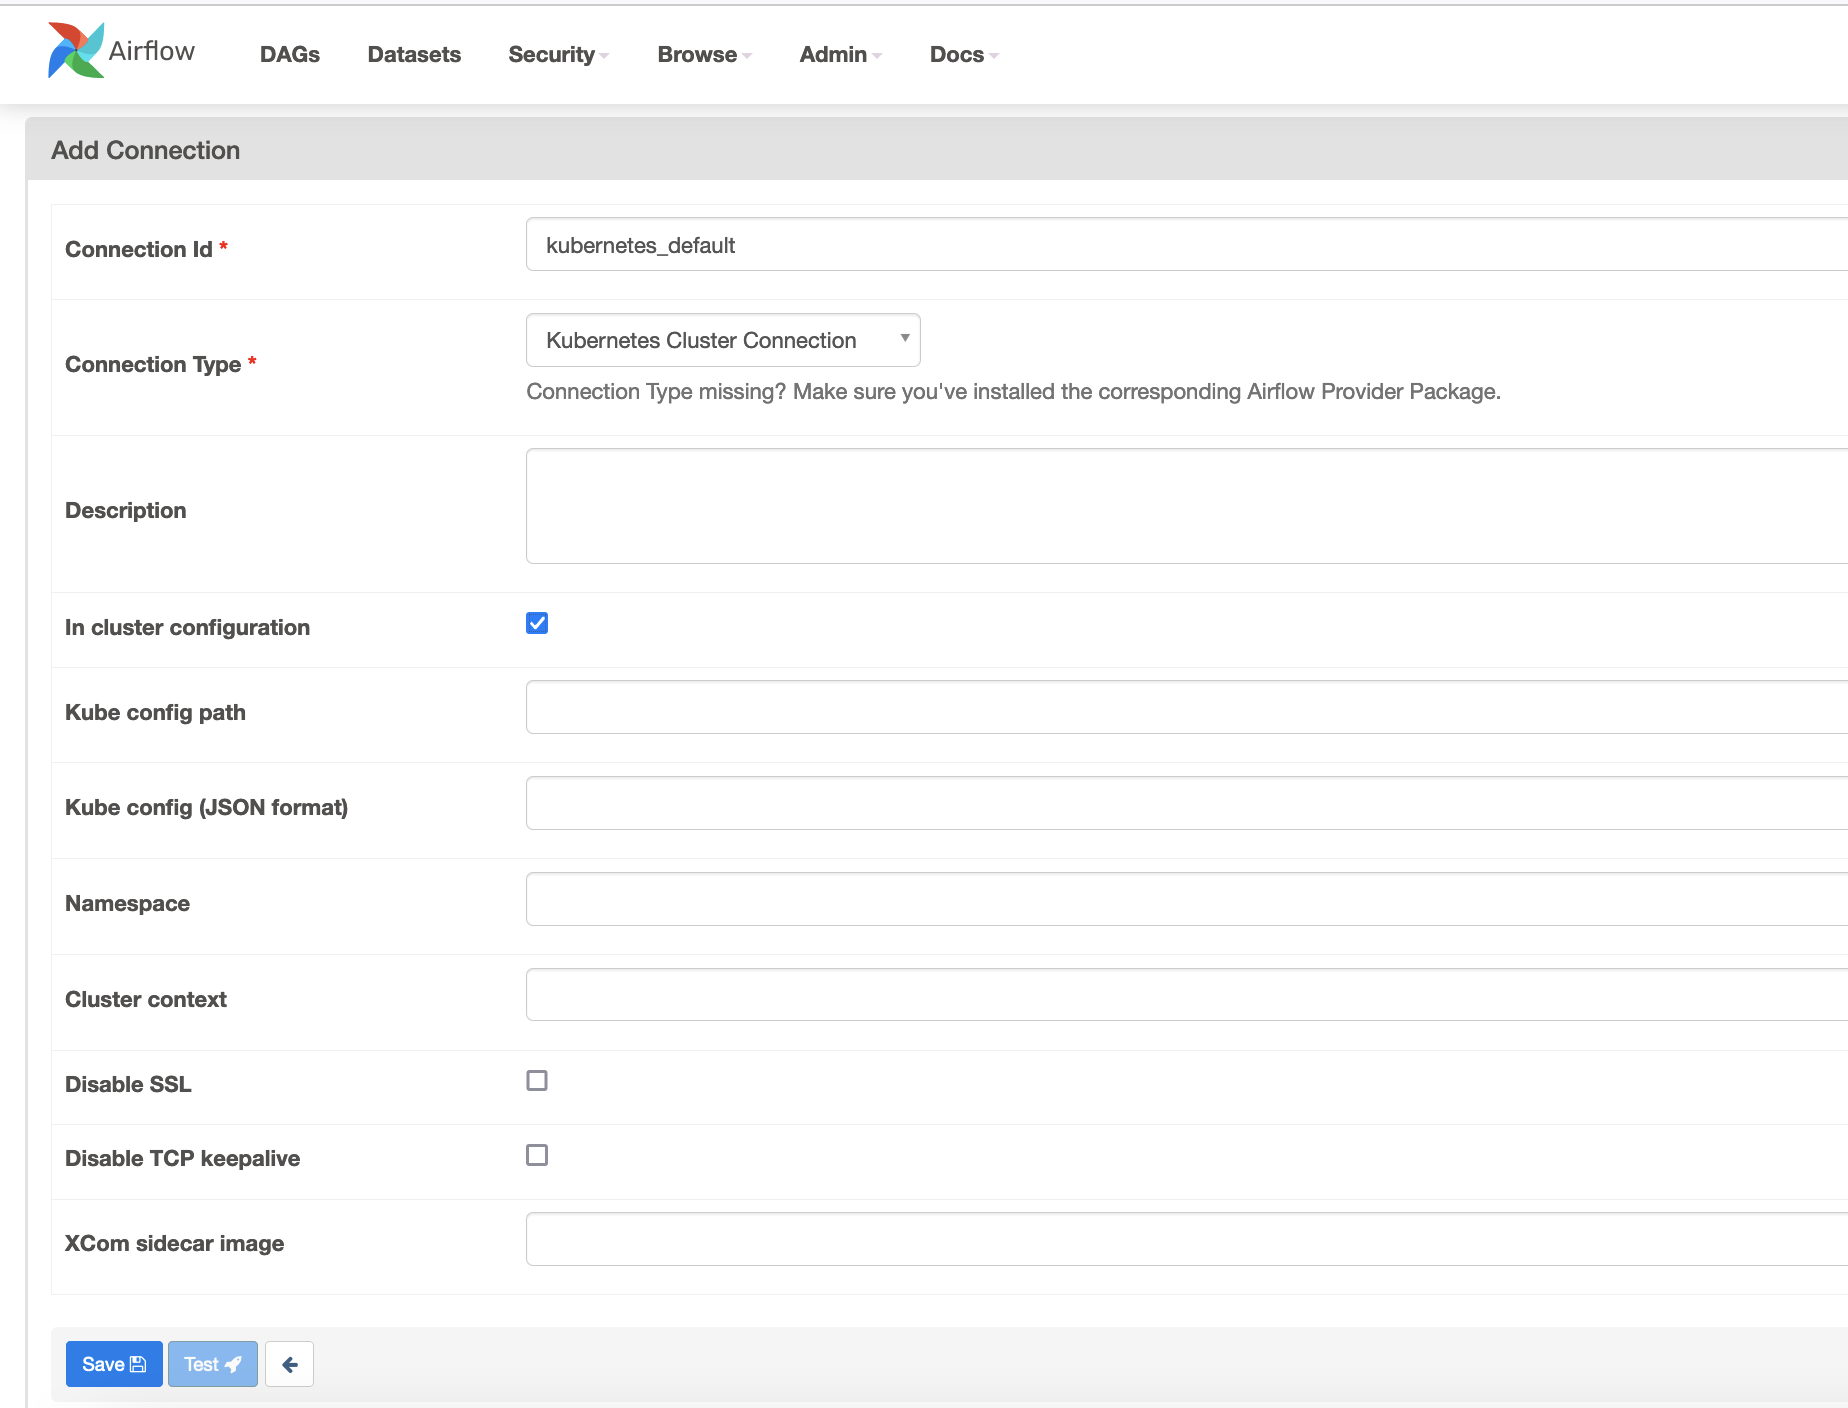 Airflow DAGs Datasets Security Browse Admin Docs
Add Connection
Connection Id *
kubernetes_default
Connection Type *
Kubernetes Cluster Connection
Connection Type missing? Make sure you've installed the corresponding Airflow Provider Package.
Description
In cluster configuration
Kube config path
Kube config (JSON format)
Namespace
Cluster context
Disable SSL
Disable TCP keepalive
XCom sidecar image
Save Test